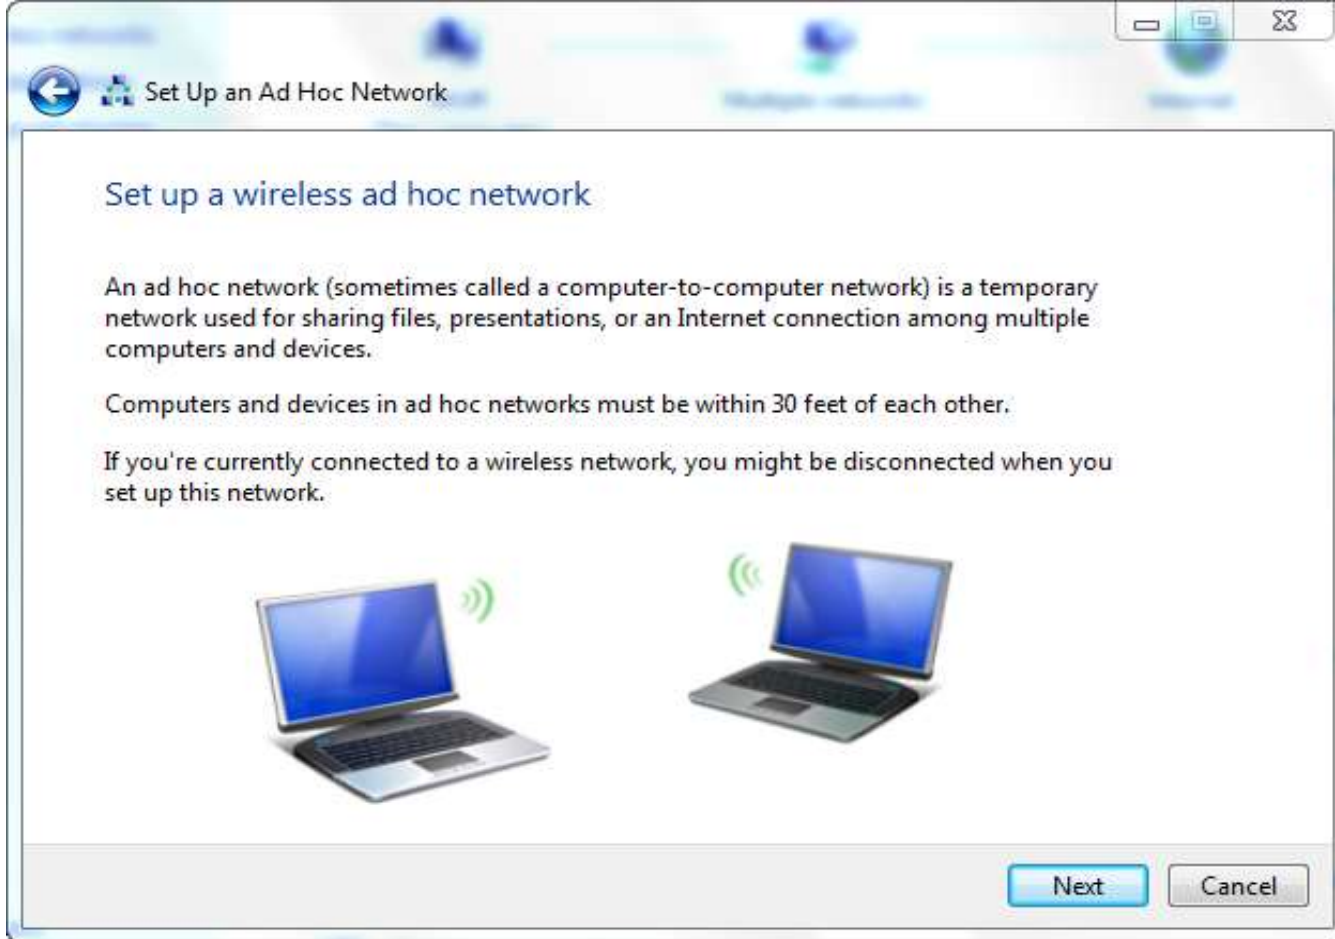 Set Up an Ad Hoc Network
Multiple networks
Internet
Set up a wireless ad hoc network
An ad hoc network (sometimes called a computer-to-computer network) is a temporary
network used for sharing files, presentations, or an Internet connection among multiple
computers and devices.
Computers and devices in ad hoc networks must be within 30 feet of each other.
If you're currently connected to a wireless network, you might be disconnected when you
set up this network.
Next
Cancel